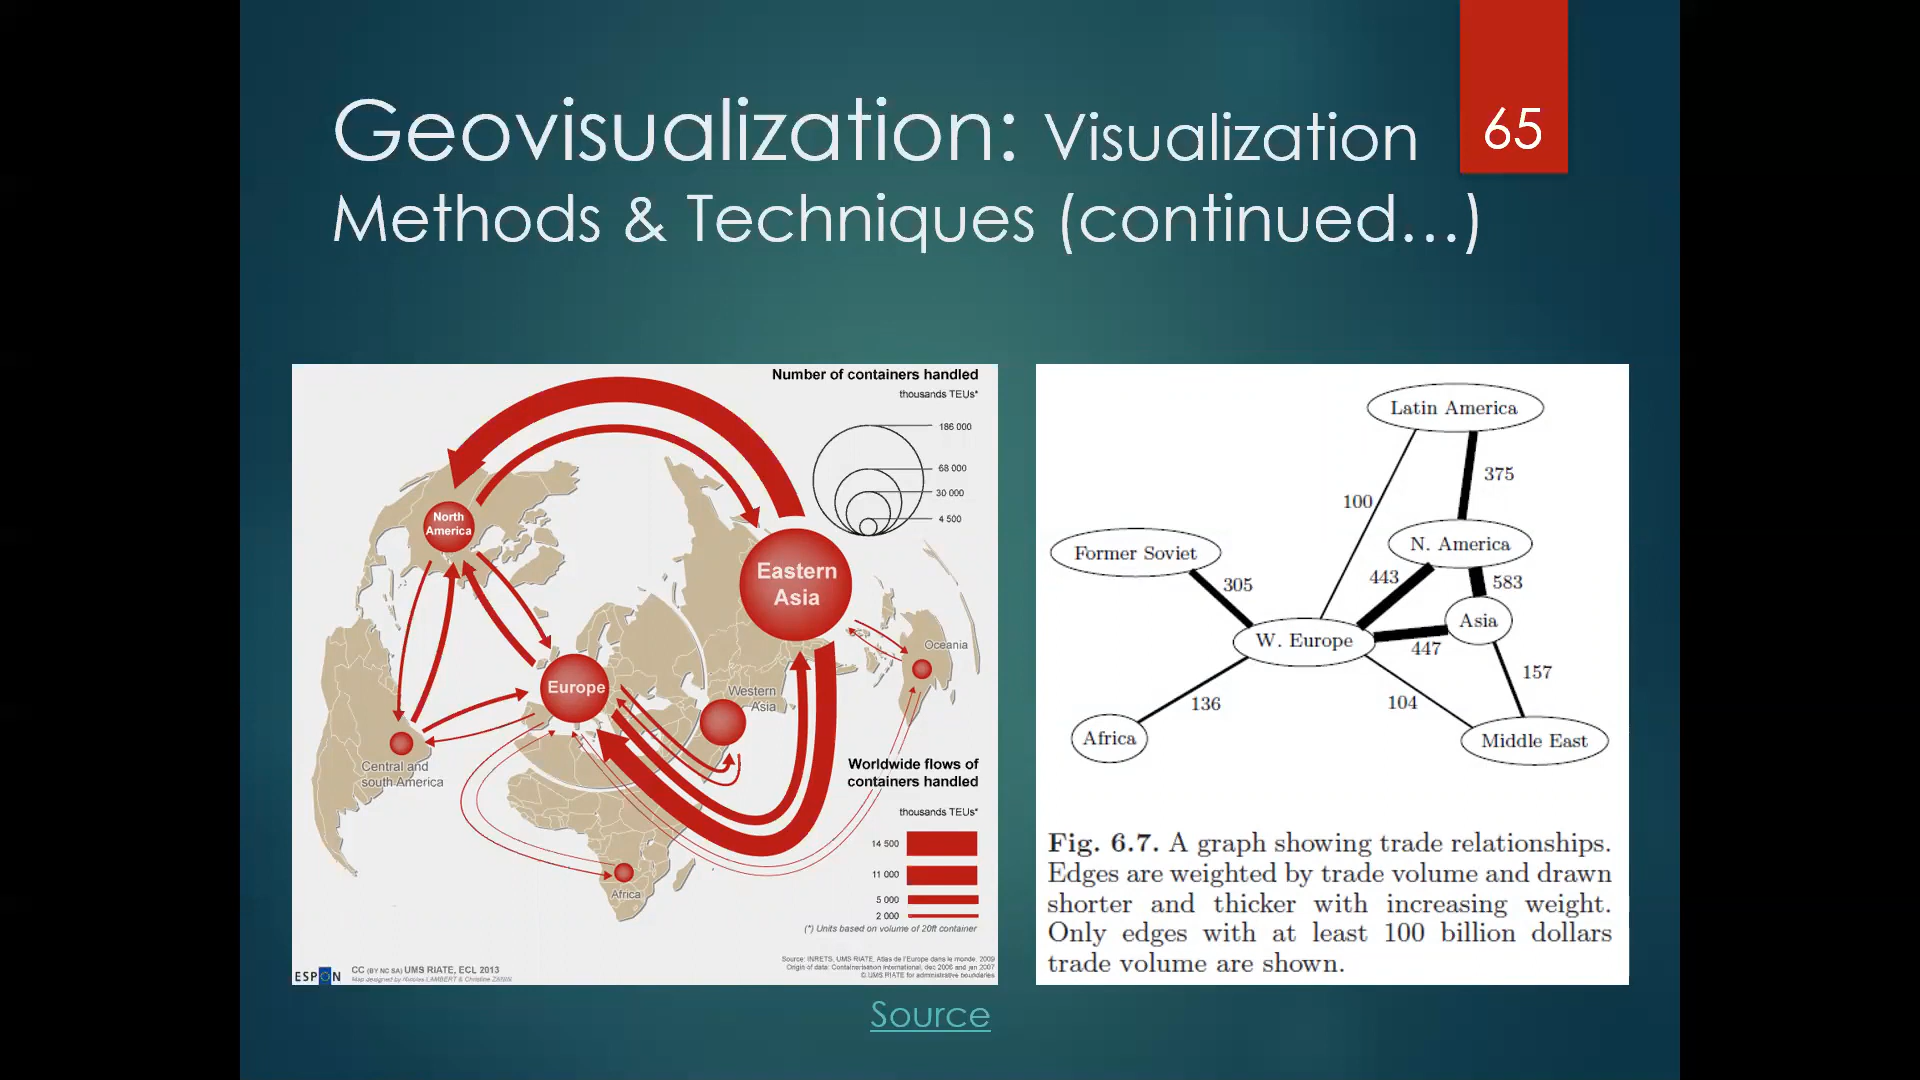 Geovisualization: Visualization
Methods & Techniques (continued…)
65
Number of containers handled
thousands TEUs*
186 000
68 000
30 000
4 500
North
America
Eastern
Asia
Oceania
Europe
Western
Asia
Central and
south America
Africa
Worldwide flows of
containers handled
thousands TEUs*
14 500
11 000
5 000
2 000
(*) Units based on volume of 20ft container
Source: INRETS, UMS RIATE, Atlas de l'Europe dans le monde, 2009
Origin of data: Containerisation International, dec 2006 and jan 2007
© UMS RIATE for administrative boundaries
ESPON
CC (BY NC SA) UMS RIATE, ECL 2013
Map designed by Nicolas LAMBERT & Christine ZANIN
Latin America
375
100
N. America
Former Soviet
443
583
305
Asia
W. Europe
447
157
136
104
Africa
Middle East
Fig. 6.7. A graph showing trade relationships.
Edges are weighted by trade volume and drawn
shorter and thicker with increasing weight.
Only edges with at least 100 billion dollars
trade volume are shown.
Source